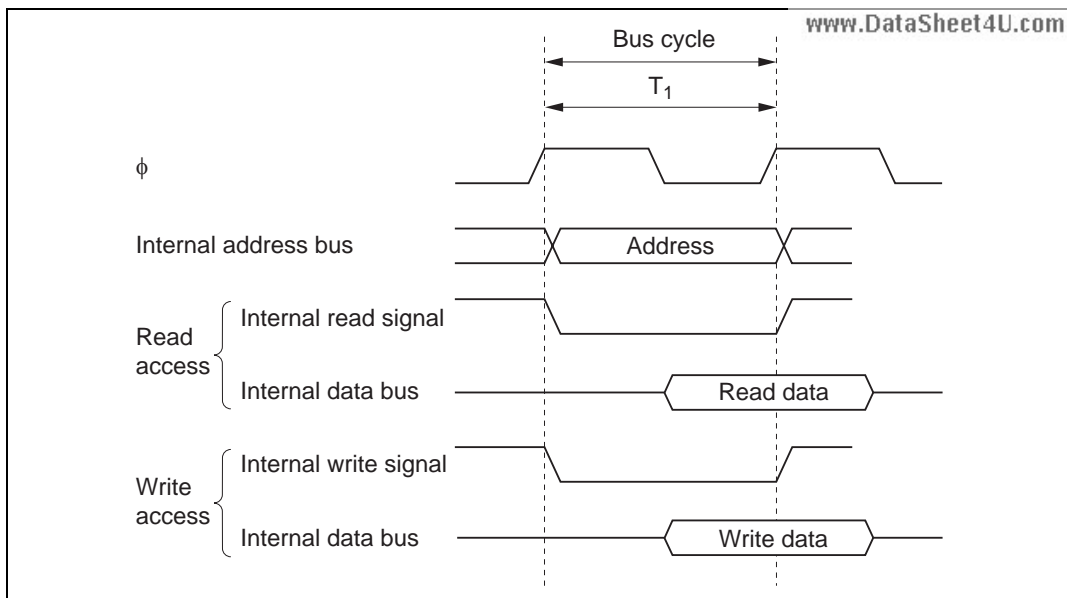 www.DataSheet4U.com
Bus cycle
T₁
ϕ
Internal address bus
Address
Read
access
Internal read signal
Internal data bus
Read data
Write
access
Internal write signal
Internal data bus
Write data